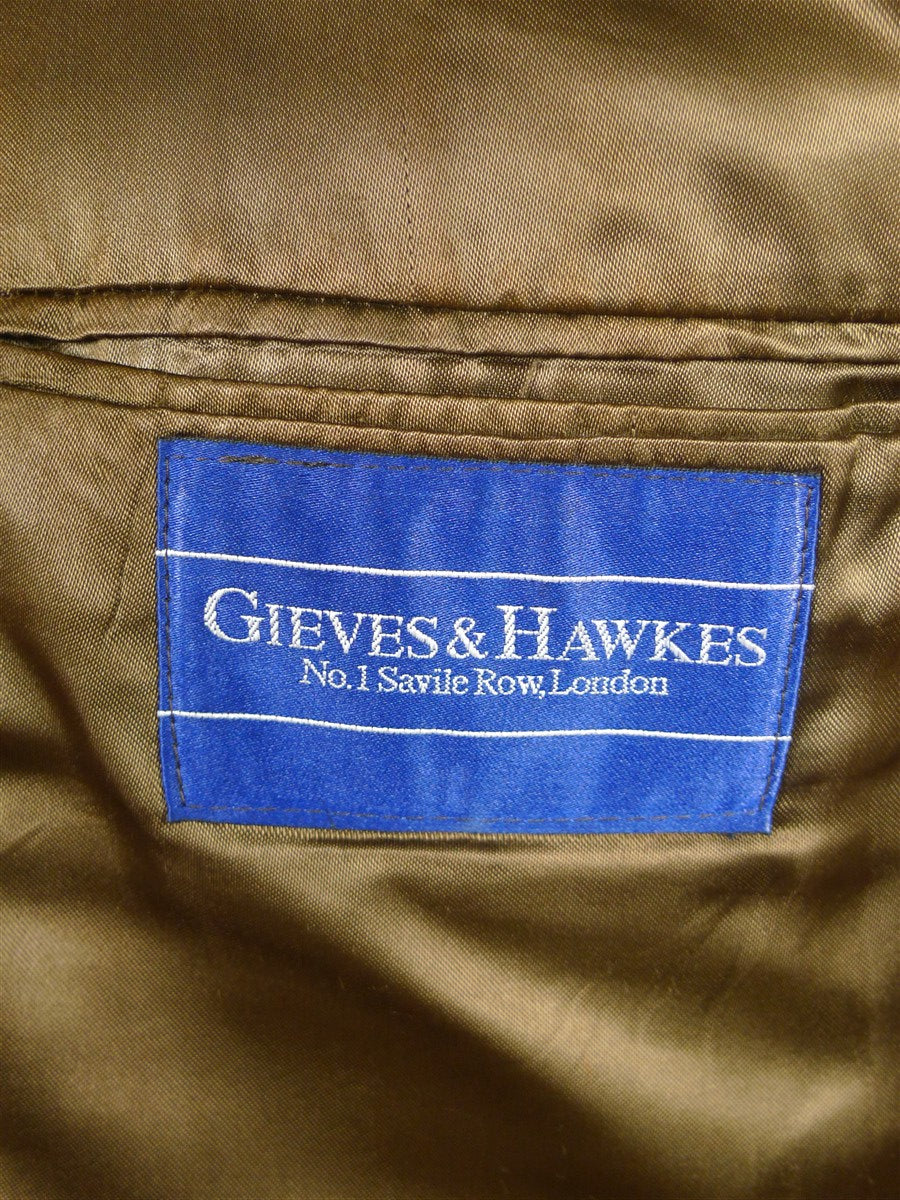 GIEVES & HAWKES
No. 1 Savile Row, London